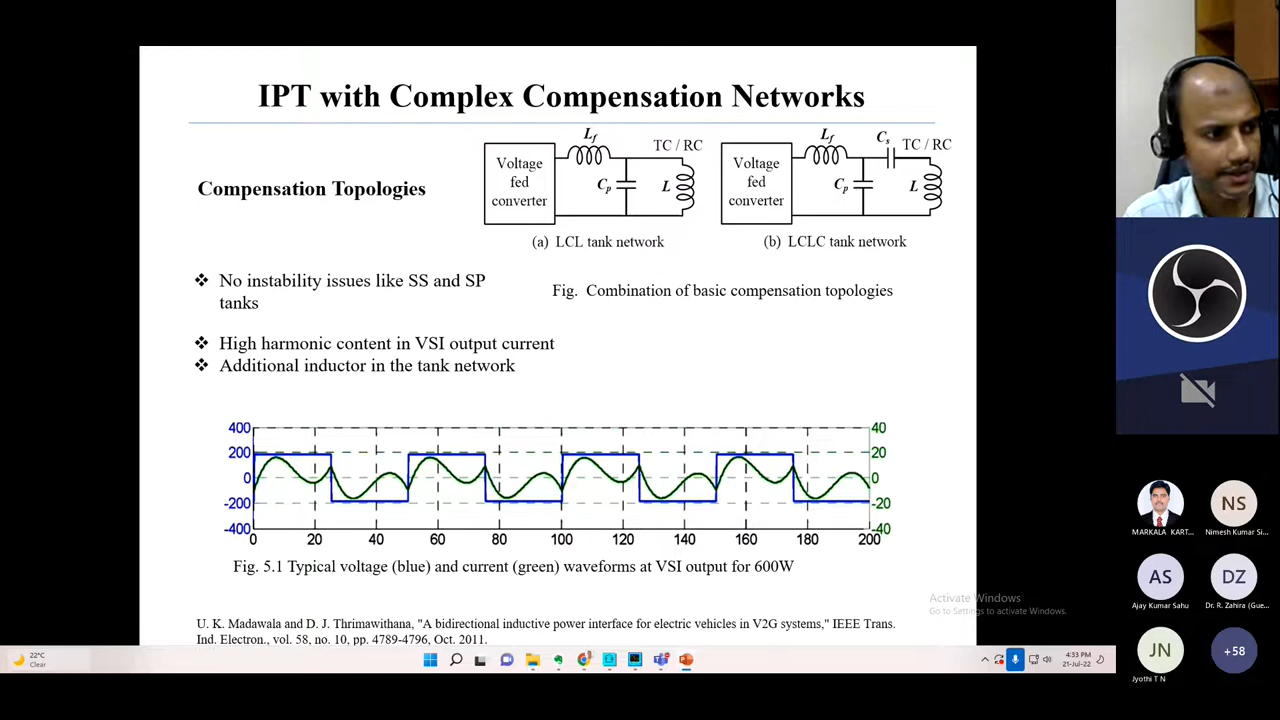 IPT with Complex Compensation Networks
Compensation Topologies
Voltage
fed
converter
Lf
Cp
L
TC / RC
(a) LCL tank network
Voltage
fed
converter
Lf
Cp
Cs
L
TC / RC
(b) LCLC tank network
Fig. Combination of basic compensation topologies
❖ No instability issues like SS and SP
tanks
❖ High harmonic content in VSI output current
❖ Additional inductor in the tank network
400
200
0
-200
-400
40
20
0
-20
-40
0 20 40 60 80 100 120 140 160 180 200
Fig. 5.1 Typical voltage (blue) and current (green) waveforms at VSI output for 600W
Activate Windows
Go to Settings to activate Windows.
U. K. Madawala and D. J. Thrimawithana, "A bidirectional inductive power interface for electric vehicles in V2G systems," IEEE Trans.
Ind. Electron., vol. 58, no. 10, pp. 4789-4796, Oct. 2011.
22°C
Clear
4:33 PM
21-Jul-22
MARKALA KART...
NS
Nimesh Kumar Si...
AS
Ajay Kumar Sahu
DZ
Dr. R. Zahira (Gue...
JN
Jyothi T N
+58